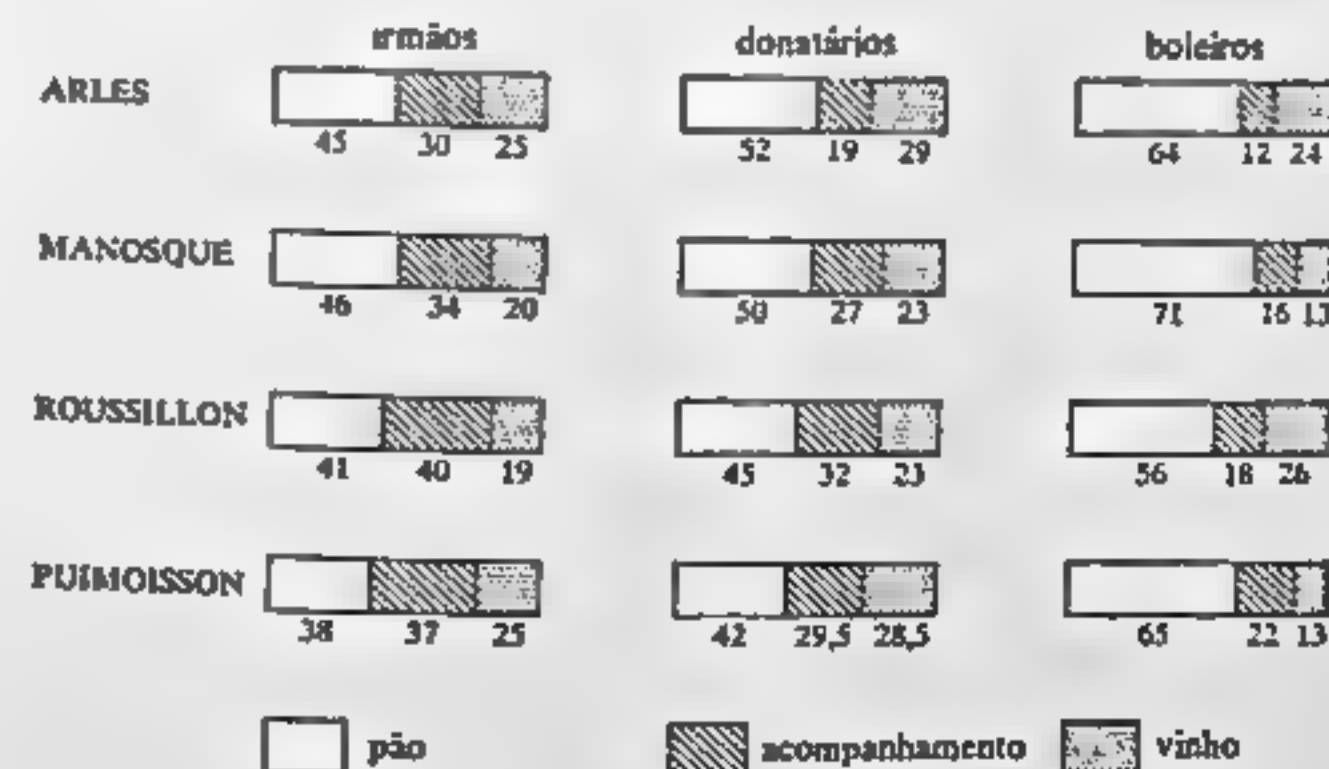 irmãos donatários boleiros
ARLES
45 30 25 52 19 29 64 12 24
MANOSQUE
46 34 20 50 27 23 71 16 13
ROUSSILLON
41 40 19 45 32 23 56 18 26
PUIMOISSON
38 37 25 42 29,5 28,5 65 22 13
pão acompanhamento vinho